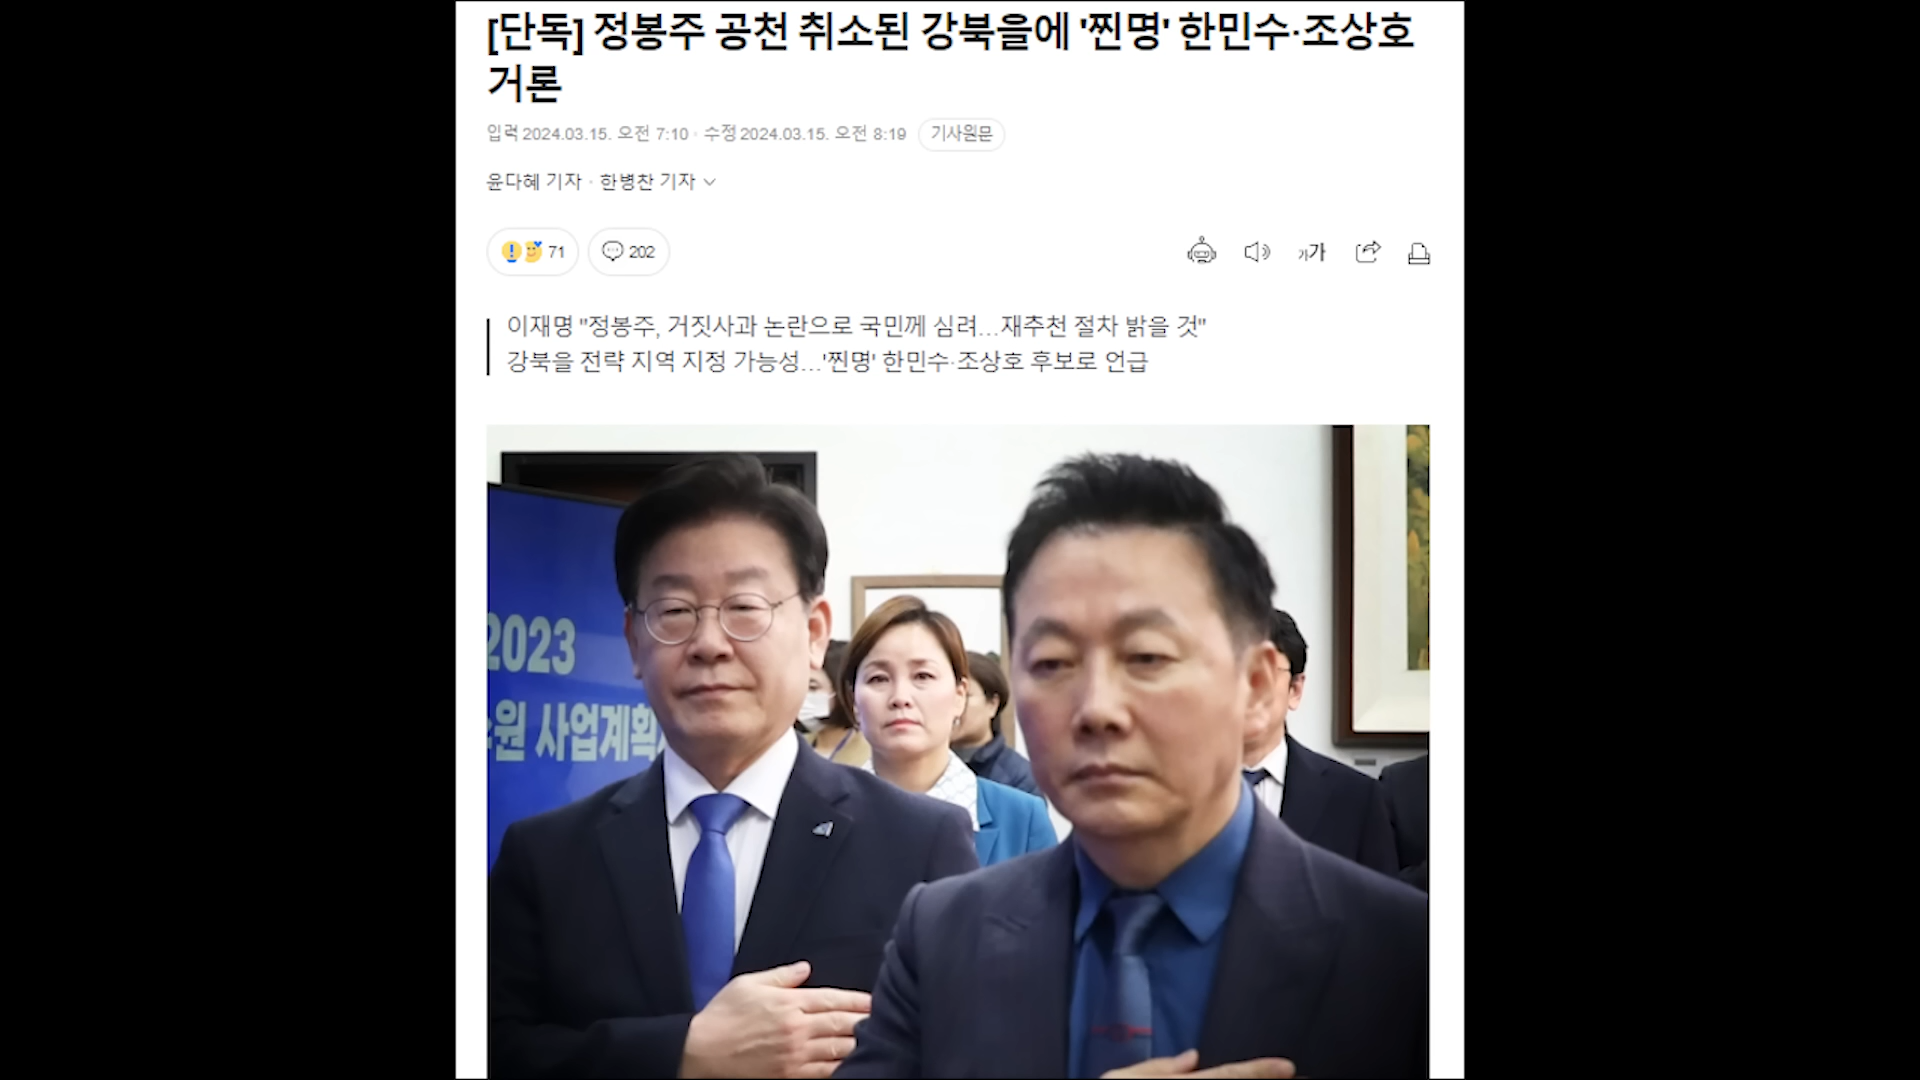 [단독] 정봉주 공천 취소된 강북을에 '찐명' 한민수·조상호
거론
입력 2024.03.15. 오전 7:10 · 수정 2024.03.15. 오전 8:19 기사원문
윤다혜 기자 · 한병찬 기자
71 202 가가
이재명 "정봉주, 거짓사과 논란으로 국민께 심려…재추천 절차 밝을 것"
강북을 전략 지역 지정 가능성…'찐명' 한민수·조상호 후보로 언급
2023
원 사업계획